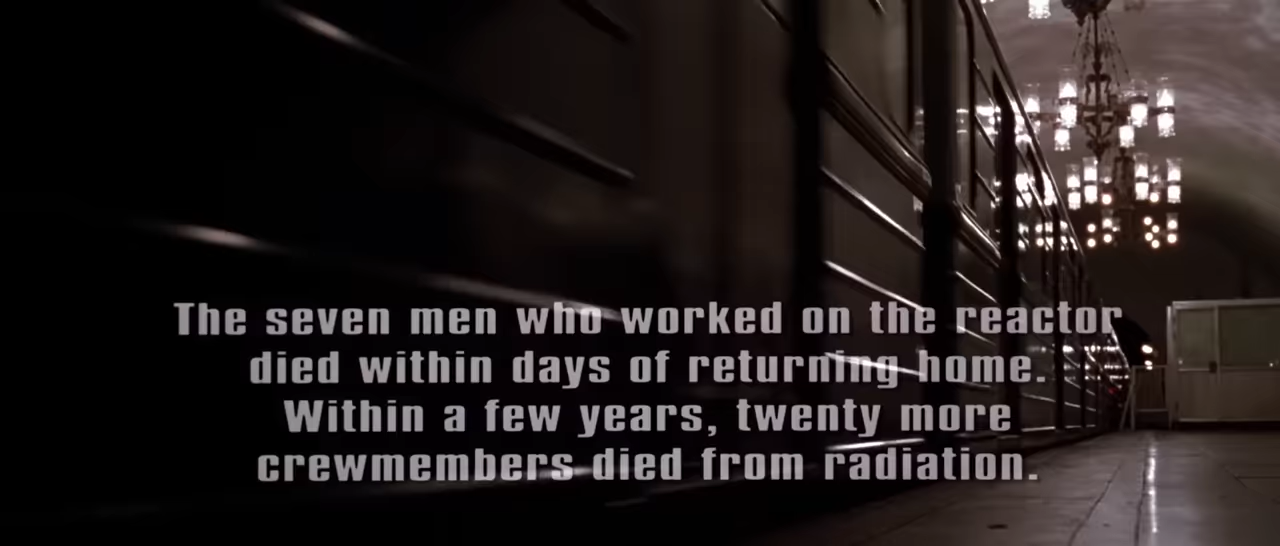 The seven men who worked on the reactor
died within days of returning home.
Within a few years, twenty more
crewmembers died from radiation.